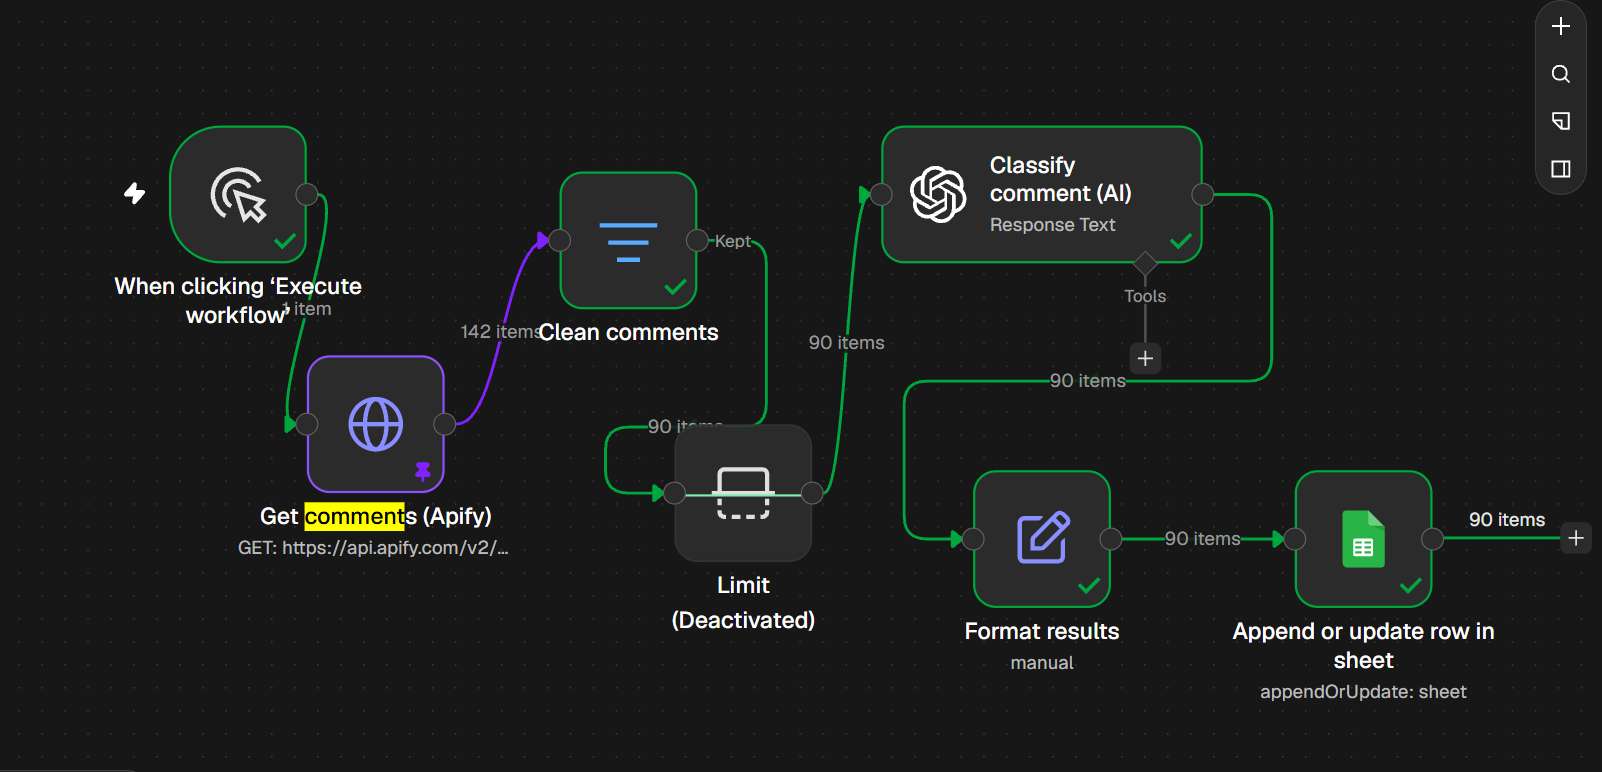 When clicking ‘Execute
workflow’
1 item
Get comments (Apify)
GET: https://api.apify.com/v2/...
142 items
Clean comments
Kept
90 items
Limit
(Deactivated)
90 items
Classify
comment (AI)
Response Text
Tools
90 items
Format results
manual
90 items
Append or update row in
sheet
appendOrUpdate: sheet
90 items